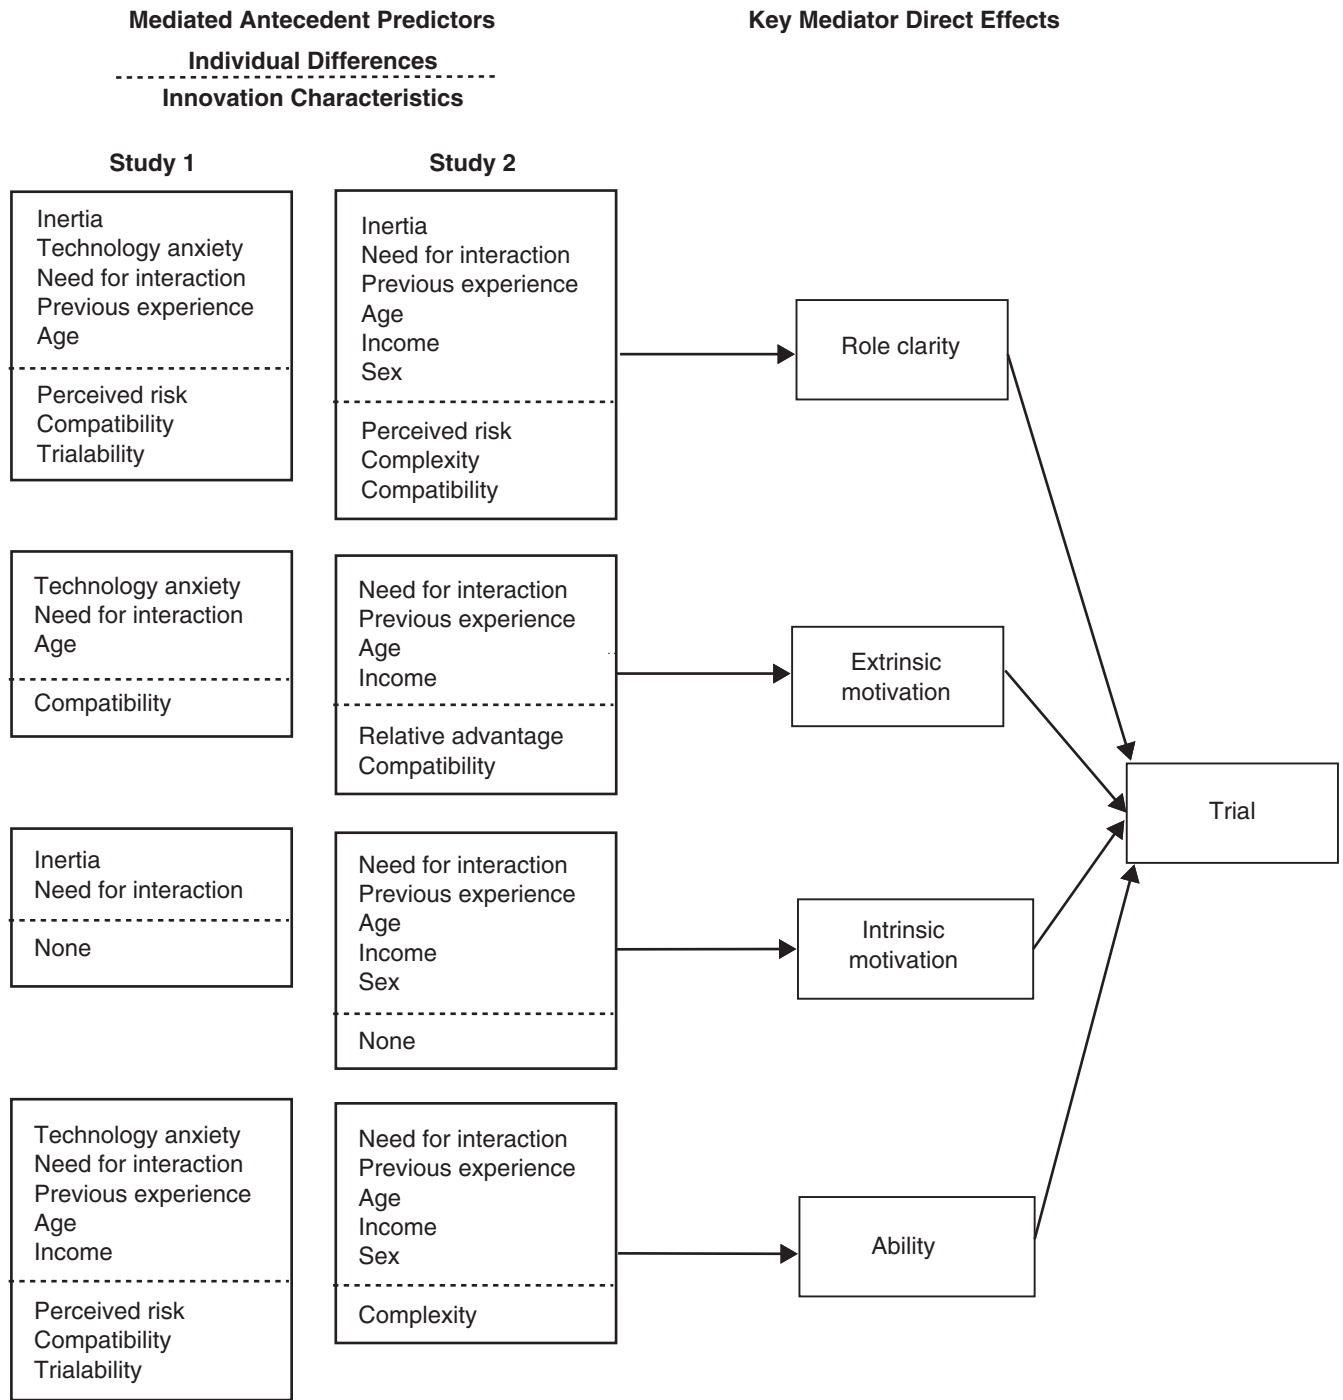 Mediated Antecedent Predictors
Key Mediator Direct Effects
Individual Differences
Innovation Characteristics
Study 1
Study 2
Inertia
Technology anxiety
Need for interaction
Previous experience
Age
Perceived risk
Compatibility
Trialability
Inertia
Need for interaction
Previous experience
Age
Income
Sex
Perceived risk
Complexity
Compatibility
Role clarity
Technology anxiety
Need for interaction
Age
Compatibility
Need for interaction
Previous experience
Age
Income
Relative advantage
Compatibility
Extrinsic
motivation
Trial
Inertia
Need for interaction
None
Need for interaction
Previous experience
Age
Income
Sex
None
Intrinsic
motivation
Technology anxiety
Need for interaction
Previous experience
Age
Income
Perceived risk
Compatibility
Trialability
Need for interaction
Previous experience
Age
Income
Sex
Complexity
Ability